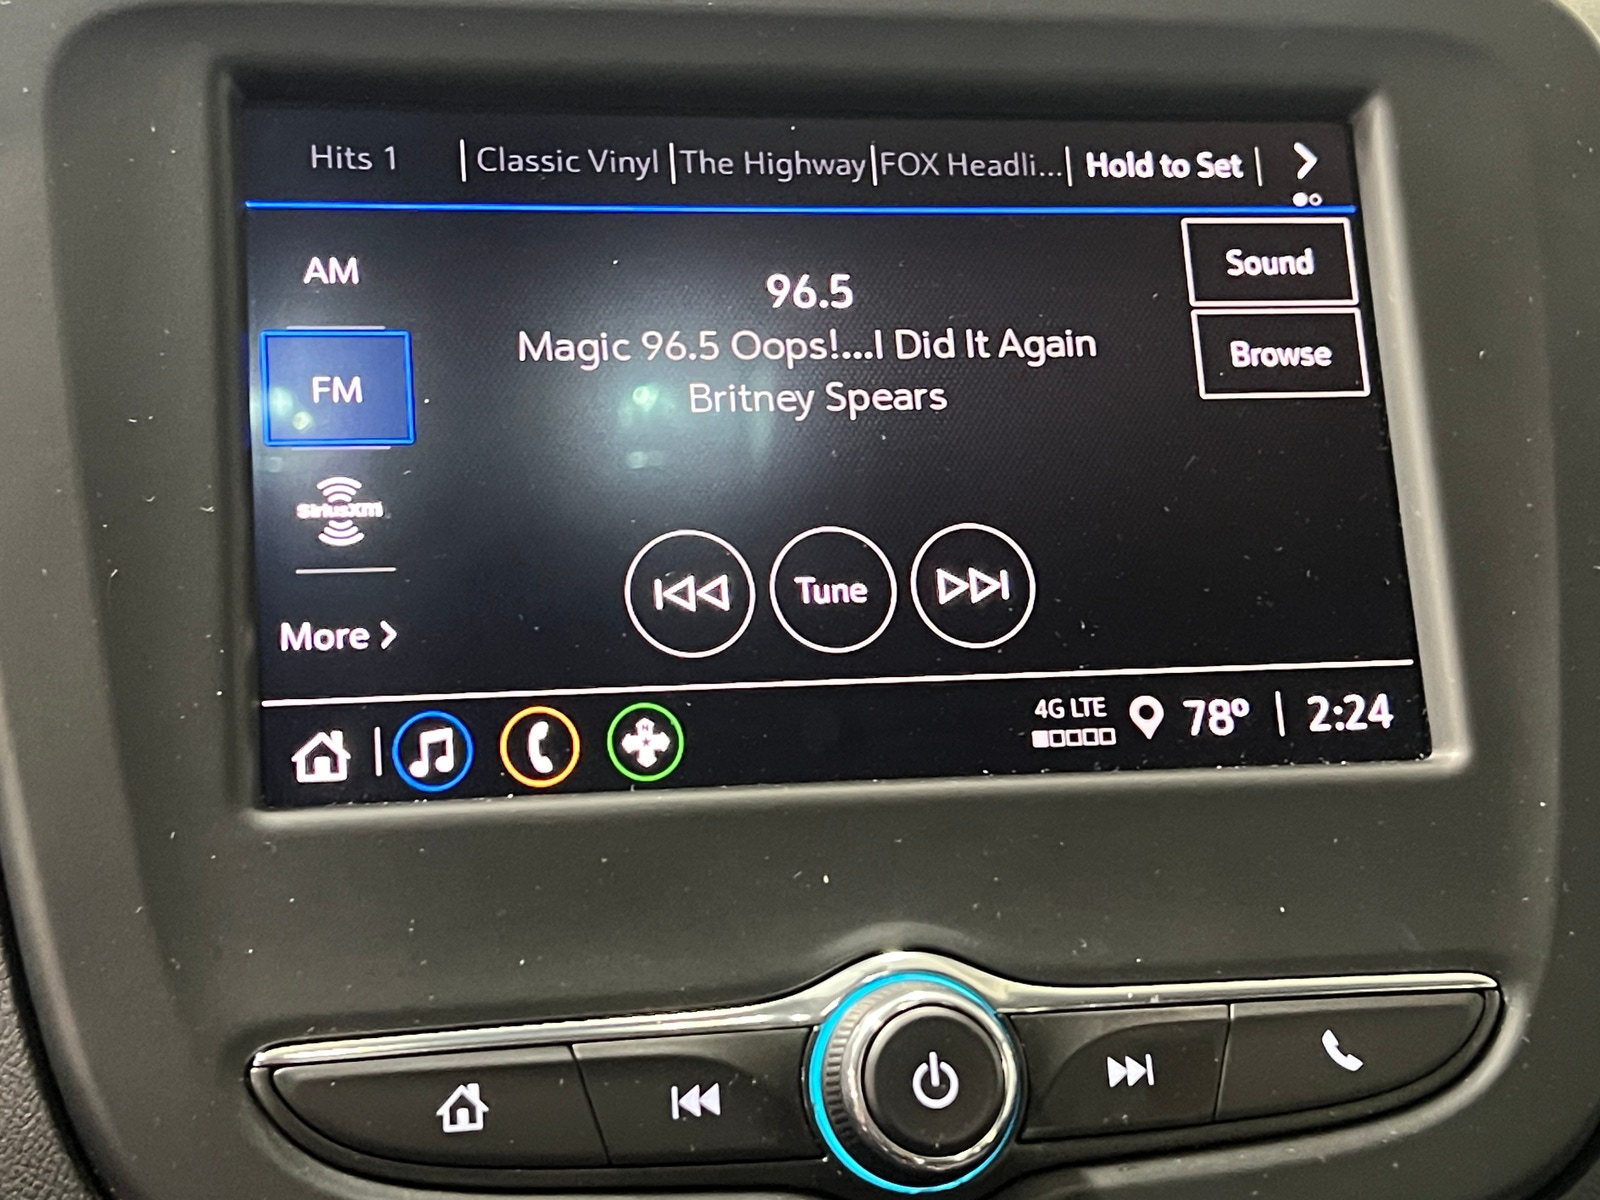 Hits 1 | Classic Vinyl | The Highway | FOX Headli... | Hold to Set |
AM
FM
SiriusXM
More
96.5
Magic 96.5 Oops!...I Did It Again
Britney Spears
Sound
Browse
Tune
4G LTE
78° | 2:24